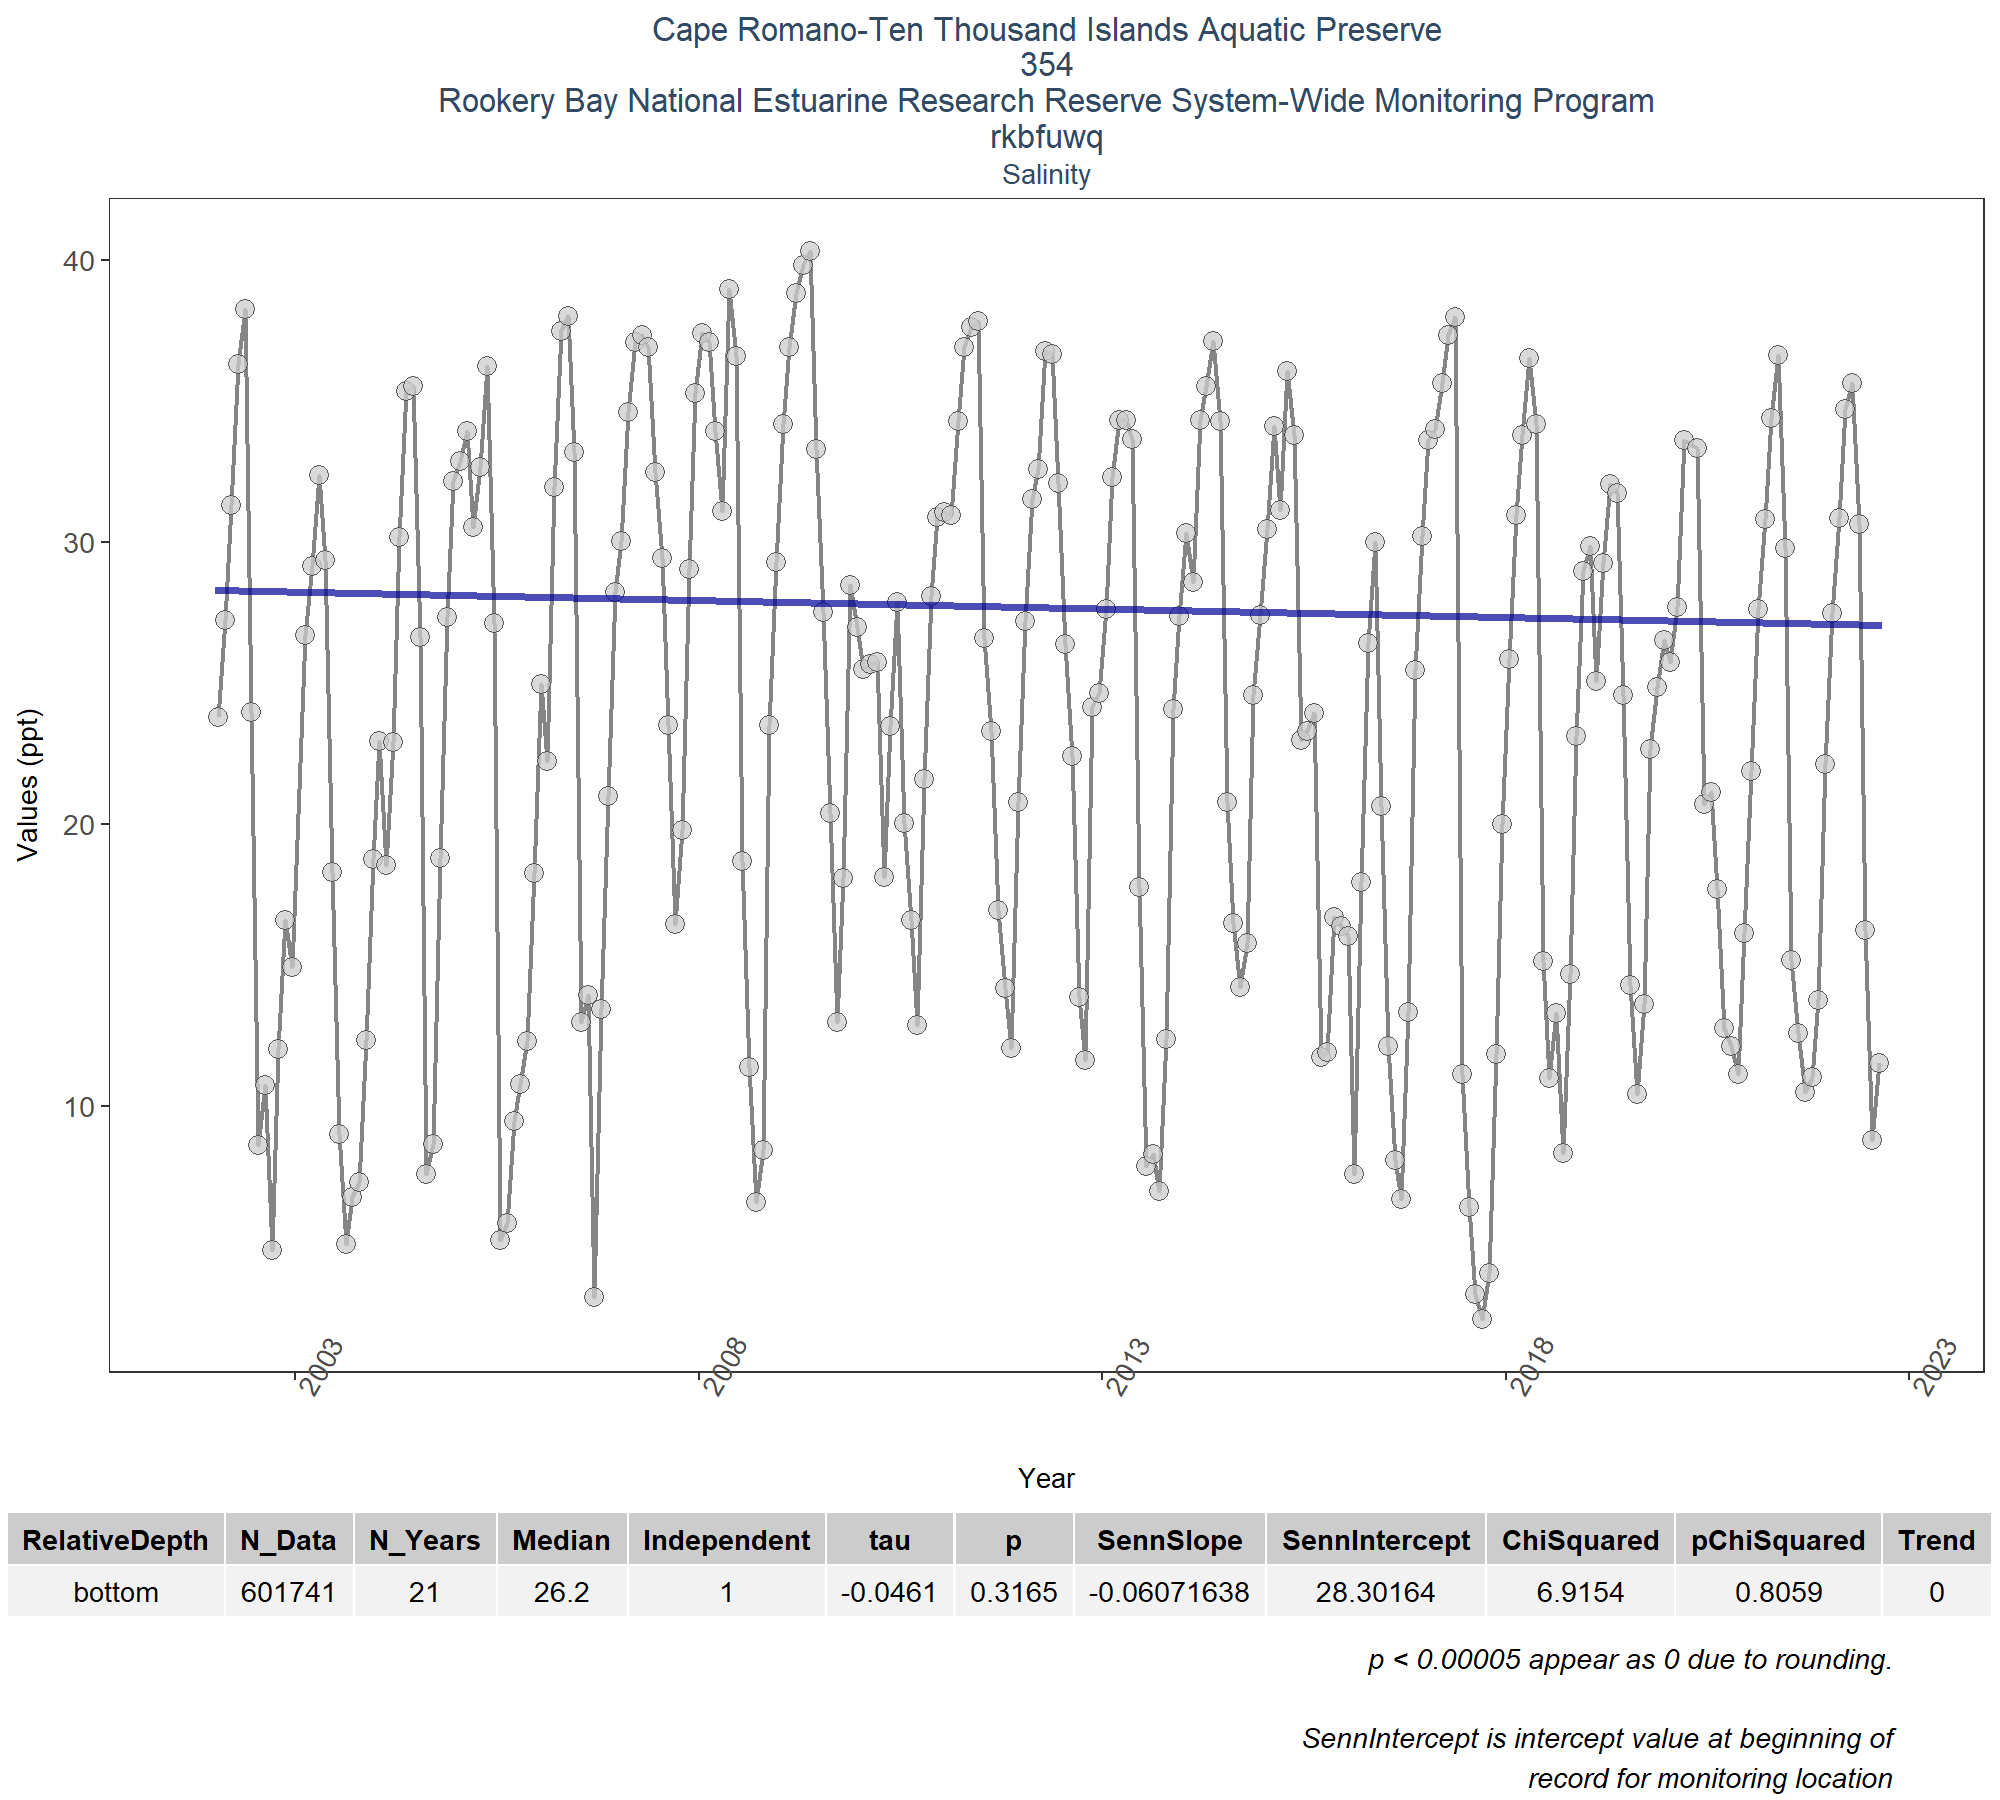 Cape Romano-Ten Thousand Islands Aquatic Preserve
354
Rookery Bay National Estuarine Research Reserve System-Wide Monitoring Program
rkbfuwq
Salinity
Values (ppt)
40
30
20
10
2003 2008 2013 2018 2023
Year
RelativeDepth N_Data N_Years Median Independent tau p SennSlope SennIntercept ChiSquared pChiSquared Trend
bottom 601741 21 26.2 1 -0.0461 0.3165 -0.06071638 28.30164 6.9154 0.8059 0
p < 0.00005 appear as 0 due to rounding.
SennIntercept is intercept value at beginning of
record for monitoring location